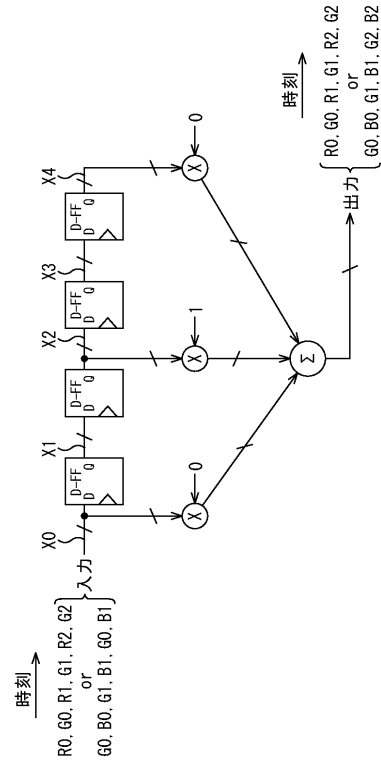 時刻
R0, G0, R1, G1, R2, G2
or
G0, B0, G1, B1, G0, B1
入力
X0
X1
X2
X3
X4
D-FF
D Q
D-FF
D Q
D-FF
D Q
D-FF
D Q
0
1
0
X
X
X
Σ
時刻
出力
R0, G0, R1, G1, R2, G2
or
G0, B0, G1, B1, G2, B2